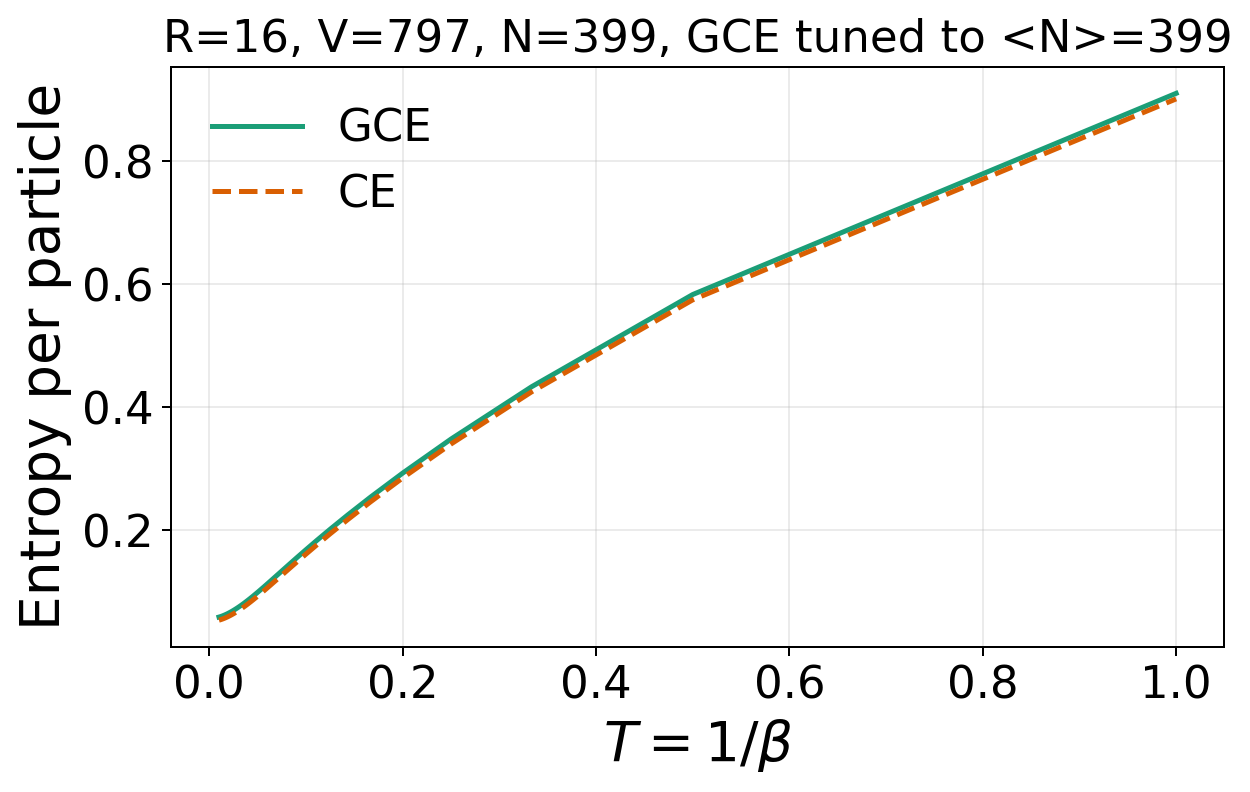 R=16, V=797, N=399, GCE tuned to <N>=399
GCE
CE
Entropy per particle
0.8
0.6
0.4
0.2
0.0 0.2 0.4 0.6 0.8 1.0
T = 1/β